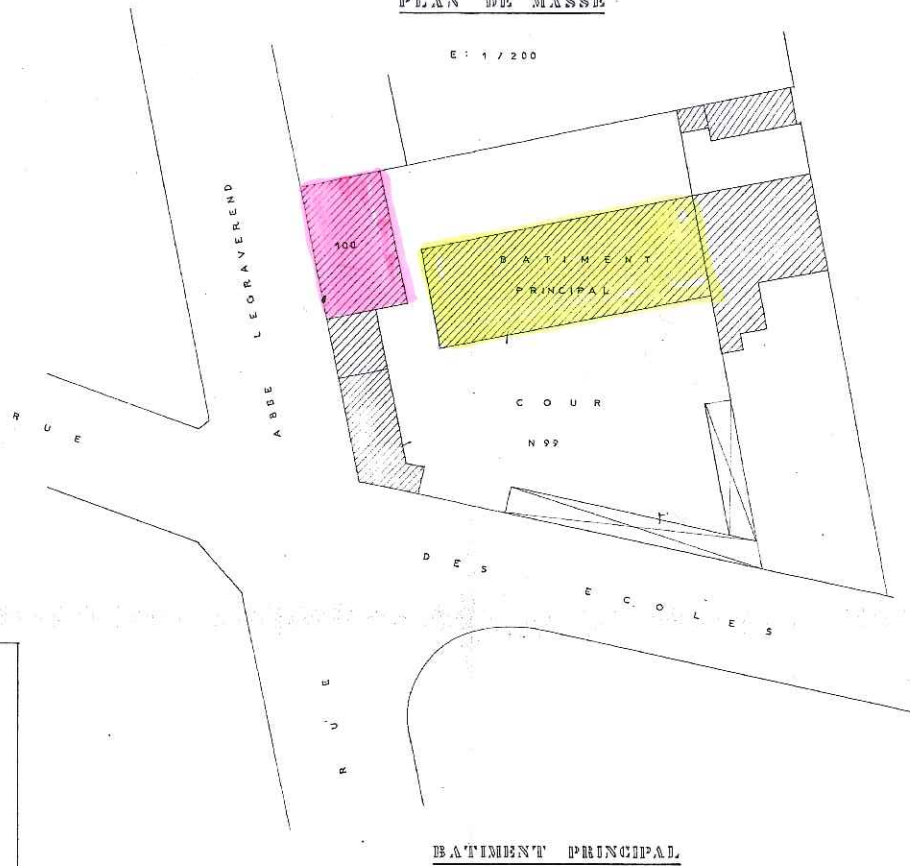 PLAN DE MASSE
E: 1 / 200
RUE ABBE LEGRAVEREND
100
BATIMENT
PRINCIPAL
COUR
N 99
RUE DES ECOLES
BATIMENT PRINCIPAL